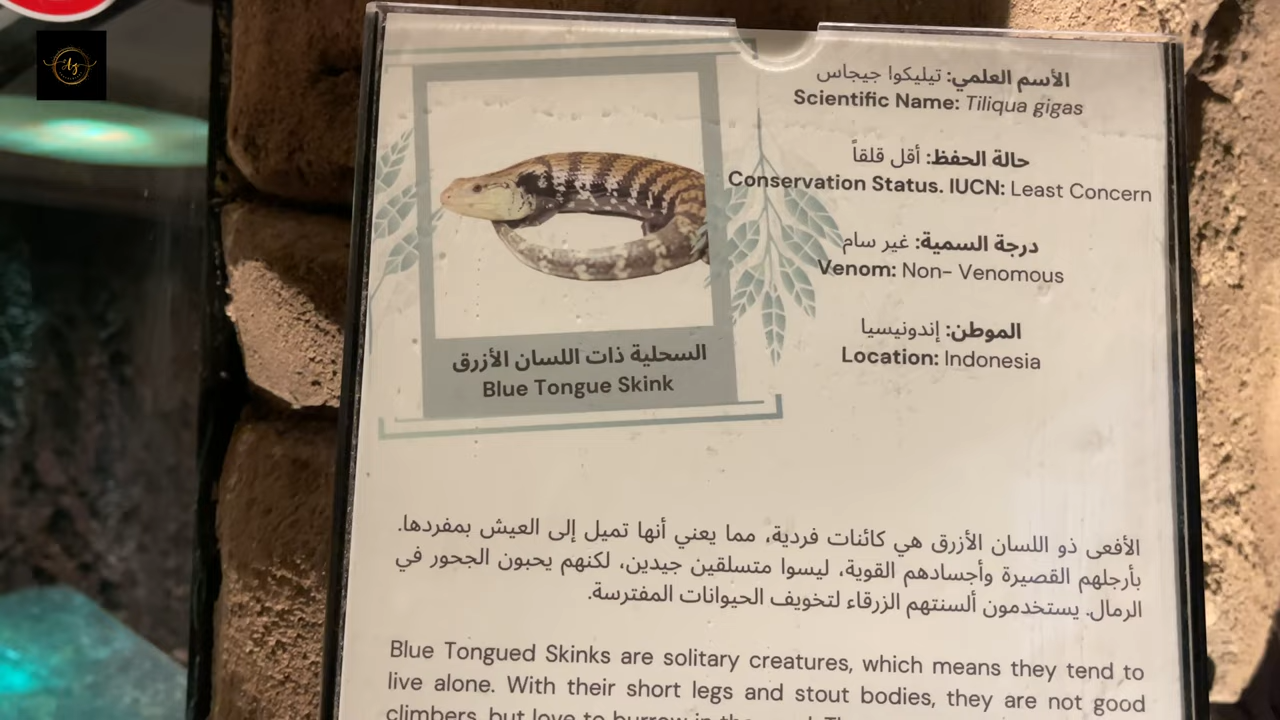 الأسم العلمي: تيليكوا جيجاس
Scientific Name: Tiliqua gigas
حالة الحفظ: أقل قلقاً
Conservation Status. IUCN: Least Concern
درجة السمية: غير سام
Venom: Non- Venomous
الموطن: إندونيسيا
Location: Indonesia
السحلية ذات اللسان الأزرق
Blue Tongue Skink
الأفعى ذو اللسان الأزرق هي كائنات فردية، مما يعني أنها تميل إلى العيش بمفردها.
بأرجلهم القصيرة وأجسادهم القوية، ليسوا متسلقين جيدين، لكنهم يحبون الجحور في
الرمال. يستخدمون ألسنتهم الزرقاء لتخويف الحيوانات المفترسة.
Blue Tongued Skinks are solitary creatures, which means they tend to
live alone. With their short legs and stout bodies, they are not good
climbers, but love to burrow in the